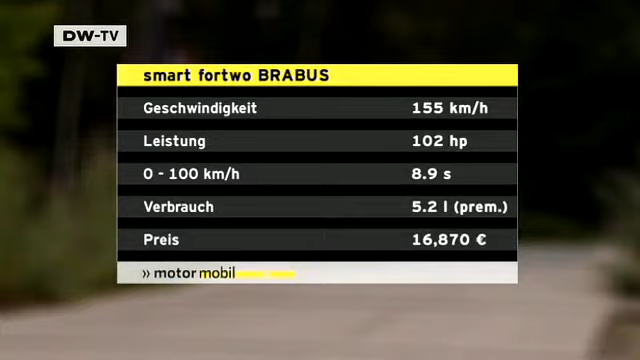 DW-TV
smart fortwo BRABUS
Geschwindigkeit 155 km/h
Leistung 102 hp
0 - 100 km/h 8.9 s
Verbrauch 5.2 l (prem.)
Preis 16,870 €
» motor mobil